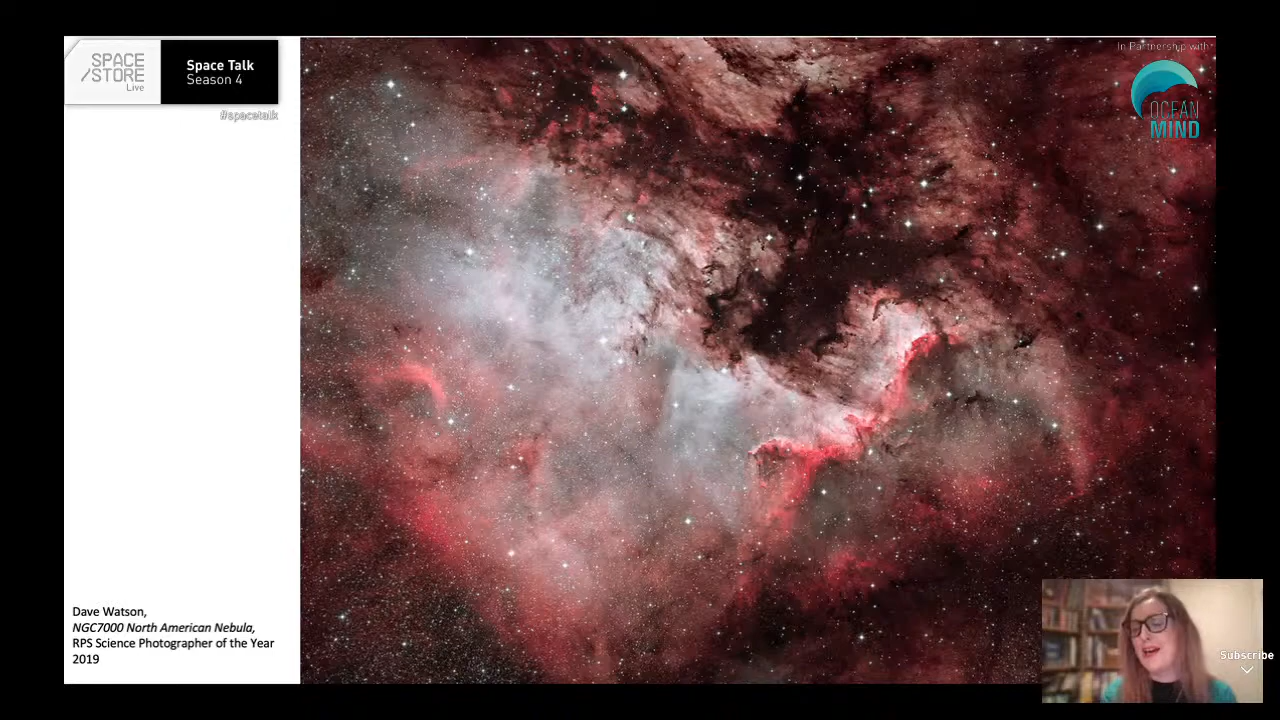 SPACE
/STORE
Live
Space Talk
Season 4
#spacetalk
In Partnership with
OCEAN
MIND
Dave Watson,
NGC7000 North American Nebula,
RPS Science Photographer of the Year
2019
Subscribe